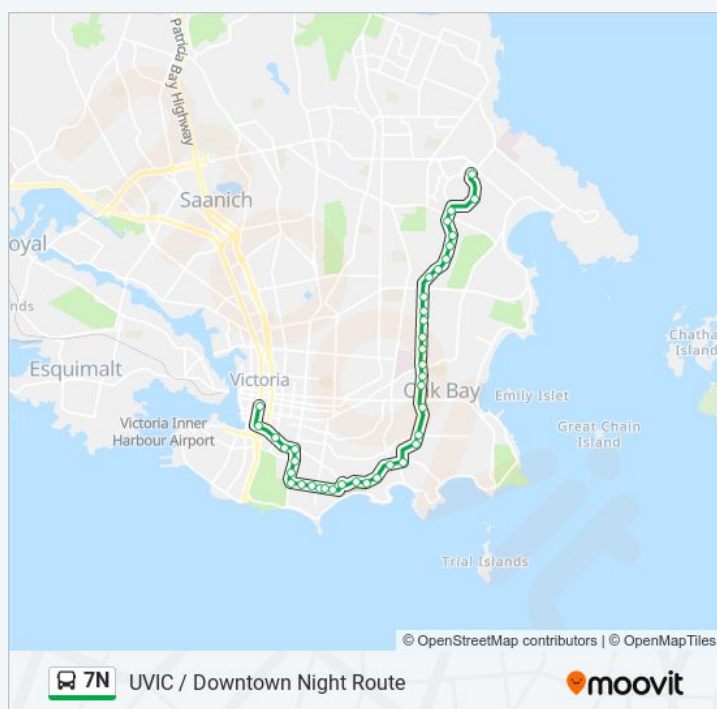 Patricia Bay Highway
Saanich
oyal
nds
Esquimalt
Victoria
Victoria Inner
Harbour Airport
Oak Bay
Emily Islet
Chatha
Island
Great Chain
Island
Trial Islands
© OpenStreetMap contributors | © OpenMapTiles
7N UVIC / Downtown Night Route
moovit